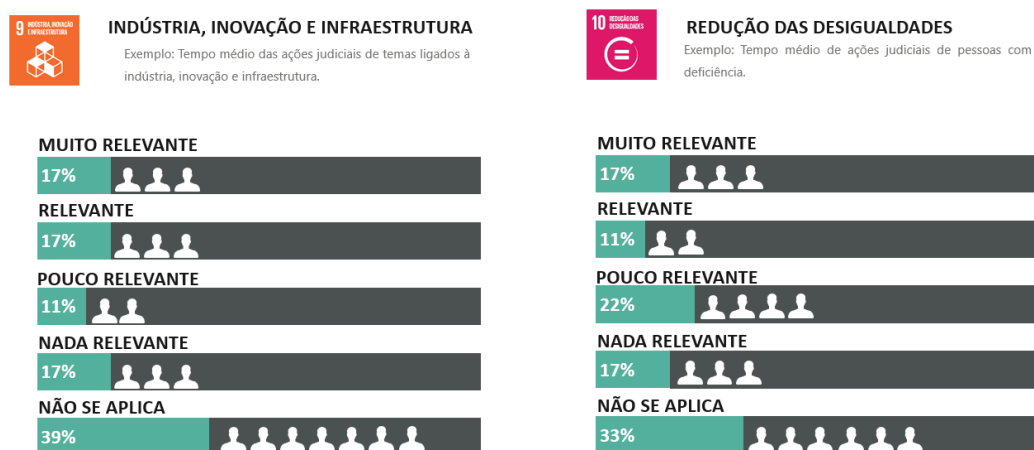 9 INDÚSTRIA, INOVAÇÃO
E INFRAESTRUTURA
INDÚSTRIA, INOVAÇÃO E INFRAESTRUTURA
Exemplo: Tempo médio das ações judiciais de temas ligados à
indústria, inovação e infraestrutura.
MUITO RELEVANTE
17%
RELEVANTE
17%
POUCO RELEVANTE
11%
NADA RELEVANTE
17%
NÃO SE APLICA
39%
10 REDUÇÃO DAS
DESIGUALDADES
REDUÇÃO DAS DESIGUALDADES
Exemplo: Tempo médio de ações judiciais de pessoas com
deficiência.
MUITO RELEVANTE
17%
RELEVANTE
11%
POUCO RELEVANTE
22%
NADA RELEVANTE
17%
NÃO SE APLICA
33%